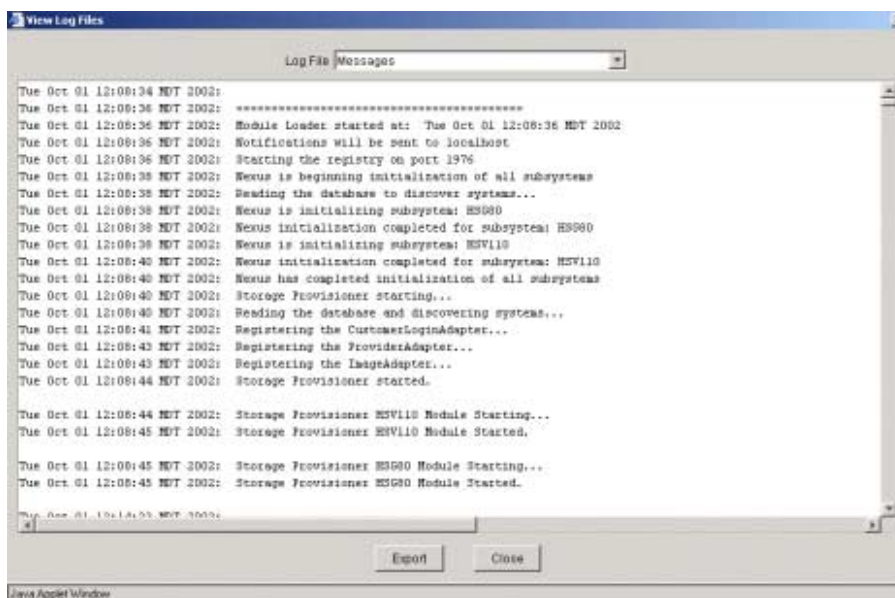 View Log Files
Log File Messages
Tue Oct 01 12:08:34 MDT 2002:
Tue Oct 01 12:08:36 MDT 2002: =========================================
Tue Oct 01 12:08:36 MDT 2002: Module Loader started at: Tue Oct 01 12:08:36 MDT 2002
Tue Oct 01 12:08:36 MDT 2002: Notifications will be sent to localhost
Tue Oct 01 12:08:36 MDT 2002: Starting the registry on port 1976
Tue Oct 01 12:08:38 MDT 2002: Nexus is beginning initialization of all subsystems
Tue Oct 01 12:08:38 MDT 2002: Reading the database to discover systems...
Tue Oct 01 12:08:38 MDT 2002: Nexus is initializing subsystem: HSG80
Tue Oct 01 12:08:38 MDT 2002: Nexus initialization completed for subsystem: HSG80
Tue Oct 01 12:08:38 MDT 2002: Nexus is initializing subsystem: HSV110
Tue Oct 01 12:08:40 MDT 2002: Nexus initialization completed for subsystem: HSV110
Tue Oct 01 12:08:40 MDT 2002: Nexus has completed initialization of all subsystems
Tue Oct 01 12:08:40 MDT 2002: Storage Provisioner starting...
Tue Oct 01 12:08:40 MDT 2002: Reading the database and discovering systems...
Tue Oct 01 12:08:41 MDT 2002: Registering the CustomerLoginAdapter...
Tue Oct 01 12:08:43 MDT 2002: Registering the ProviderAdapter...
Tue Oct 01 12:08:43 MDT 2002: Registering the ImageAdapter...
Tue Oct 01 12:08:44 MDT 2002: Storage Provisioner started.
Tue Oct 01 12:08:44 MDT 2002: Storage Provisioner HSV110 Module Starting...
Tue Oct 01 12:08:45 MDT 2002: Storage Provisioner HSV110 Module Started.
Tue Oct 01 12:08:45 MDT 2002: Storage Provisioner HSG80 Module Starting...
Tue Oct 01 12:08:45 MDT 2002: Storage Provisioner HSG80 Module Started.
Tue Oct 01 MDT 2002:
Export Close
Java Applet Window